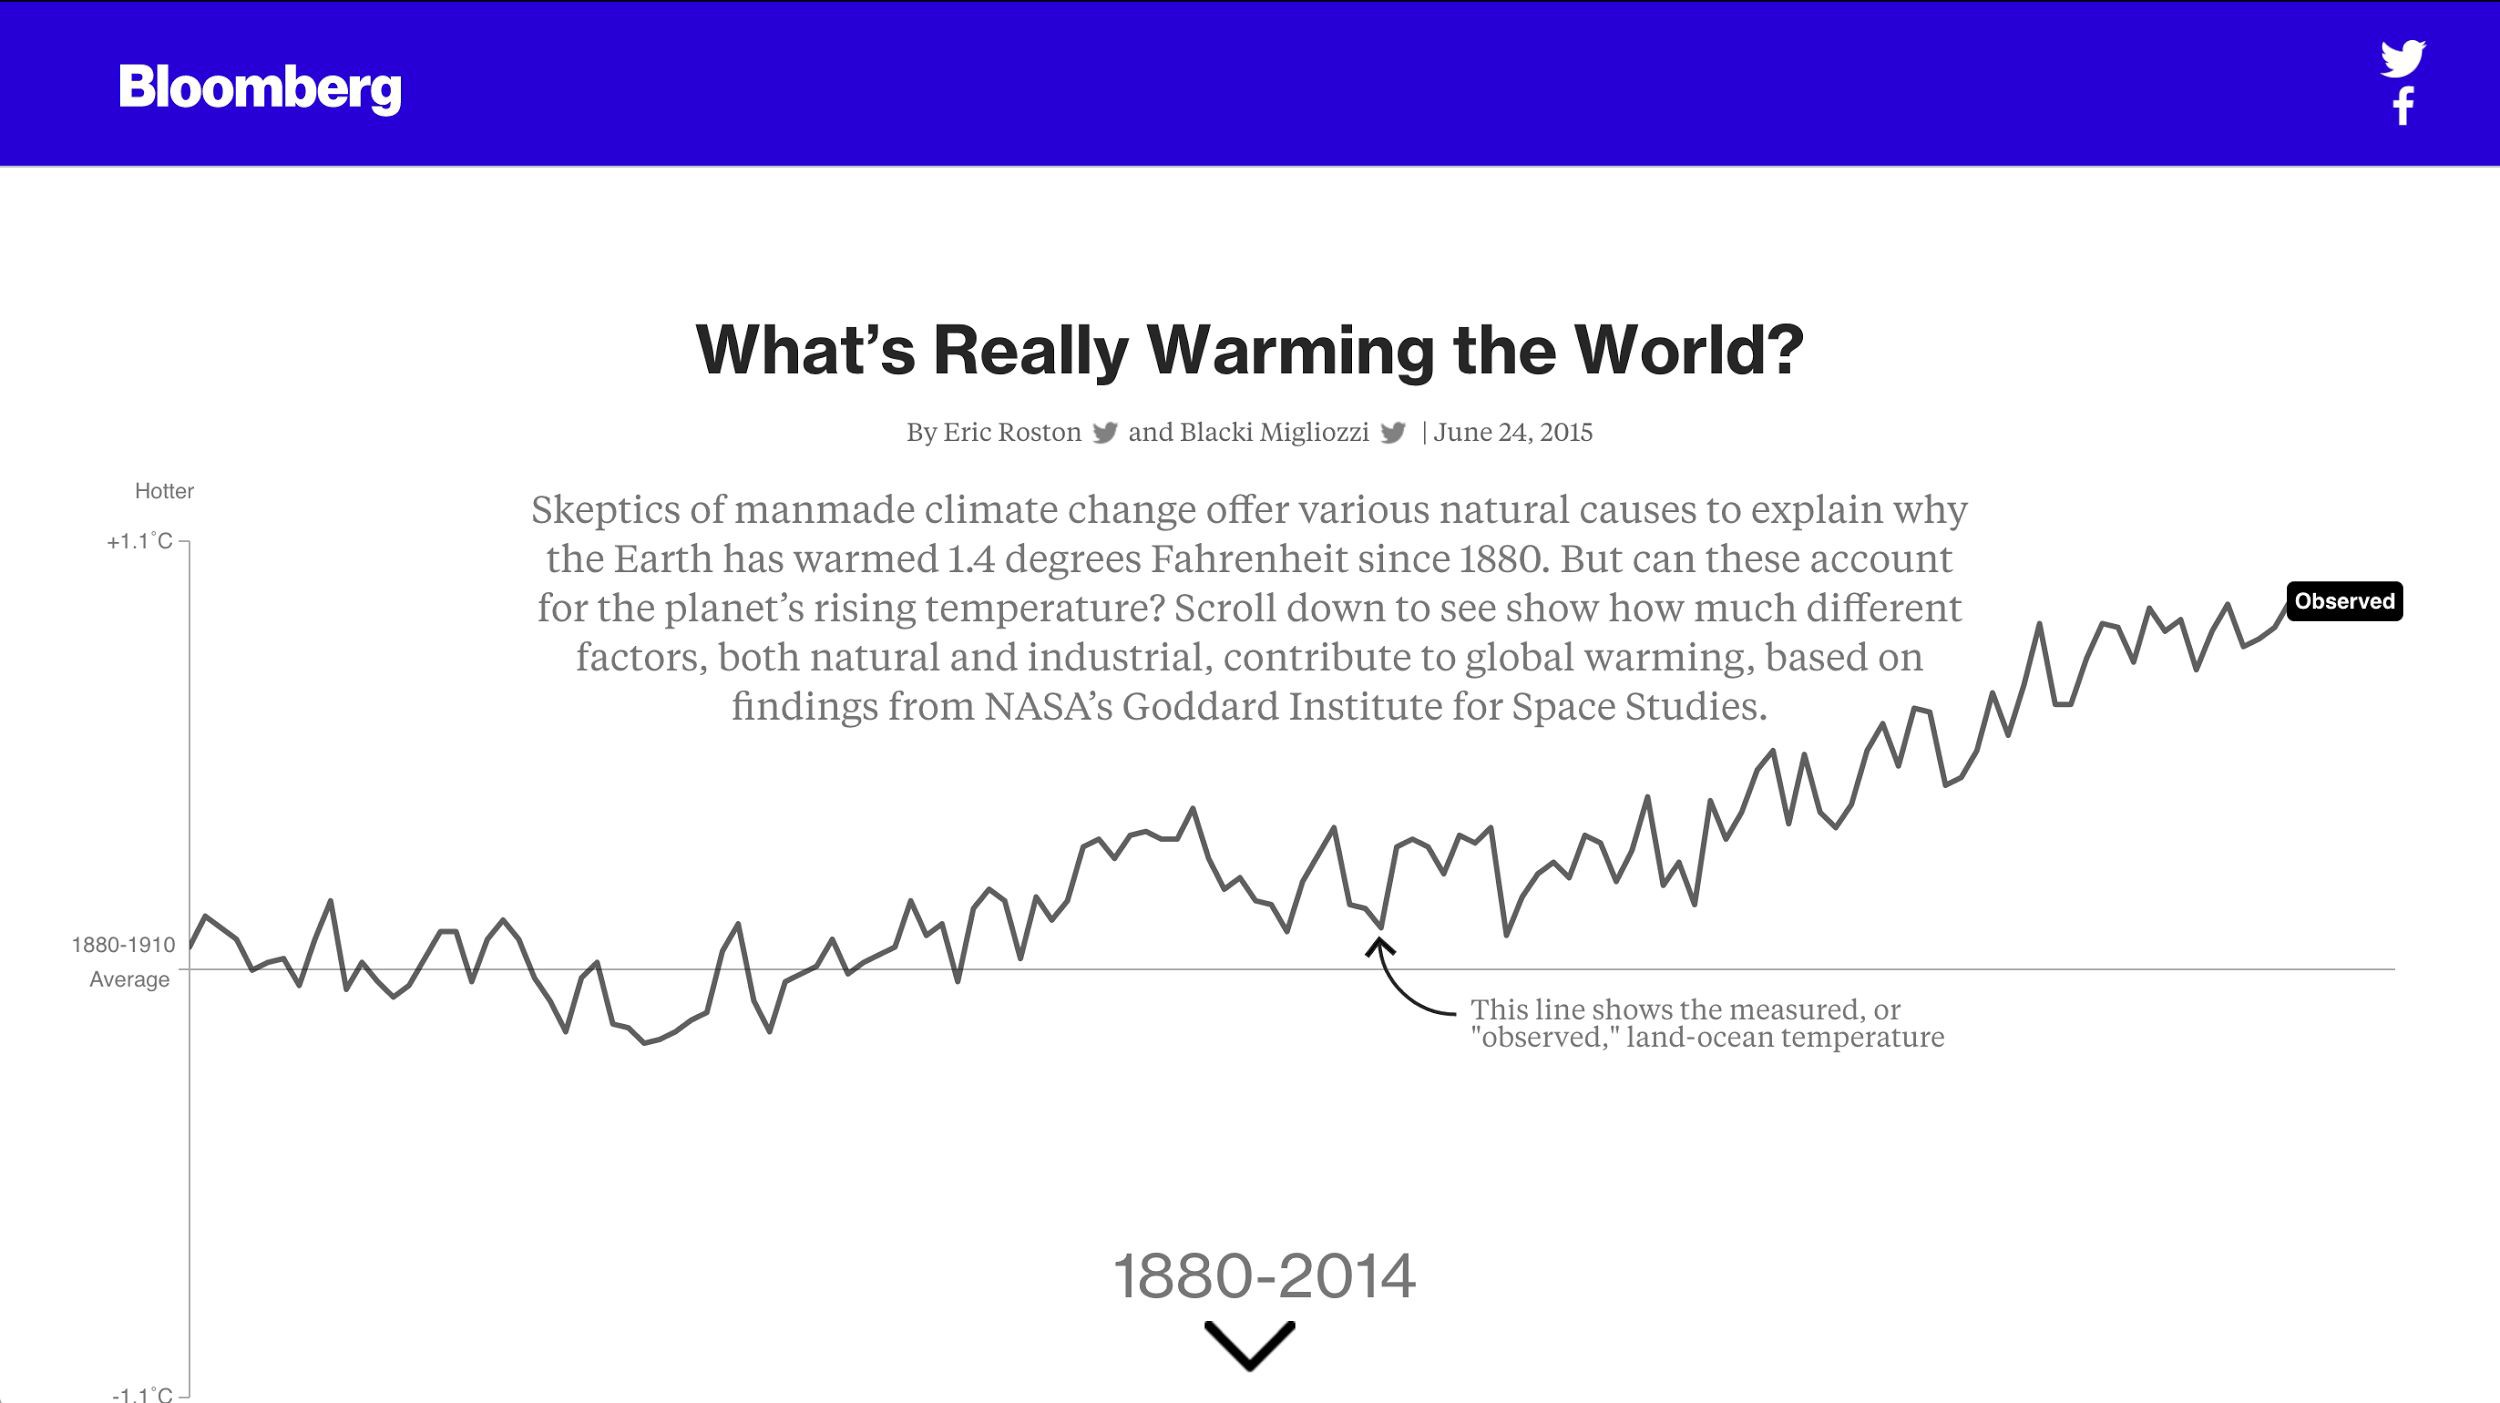 Bloomberg
What’s Really Warming the World?
By Eric Roston and Blacki Migliozzi | June 24, 2015
Skeptics of manmade climate change offer various natural causes to explain why
the Earth has warmed 1.4 degrees Fahrenheit since 1880. But can these account
for the planet’s rising temperature? Scroll down to see show how much different
factors, both natural and industrial, contribute to global warming, based on
findings from NASA’s Goddard Institute for Space Studies.
Hotter
+1.1°C
Observed
1880-1910
Average
This line shows the measured, or
"observed," land-ocean temperature
1880-2014
-1.1°C